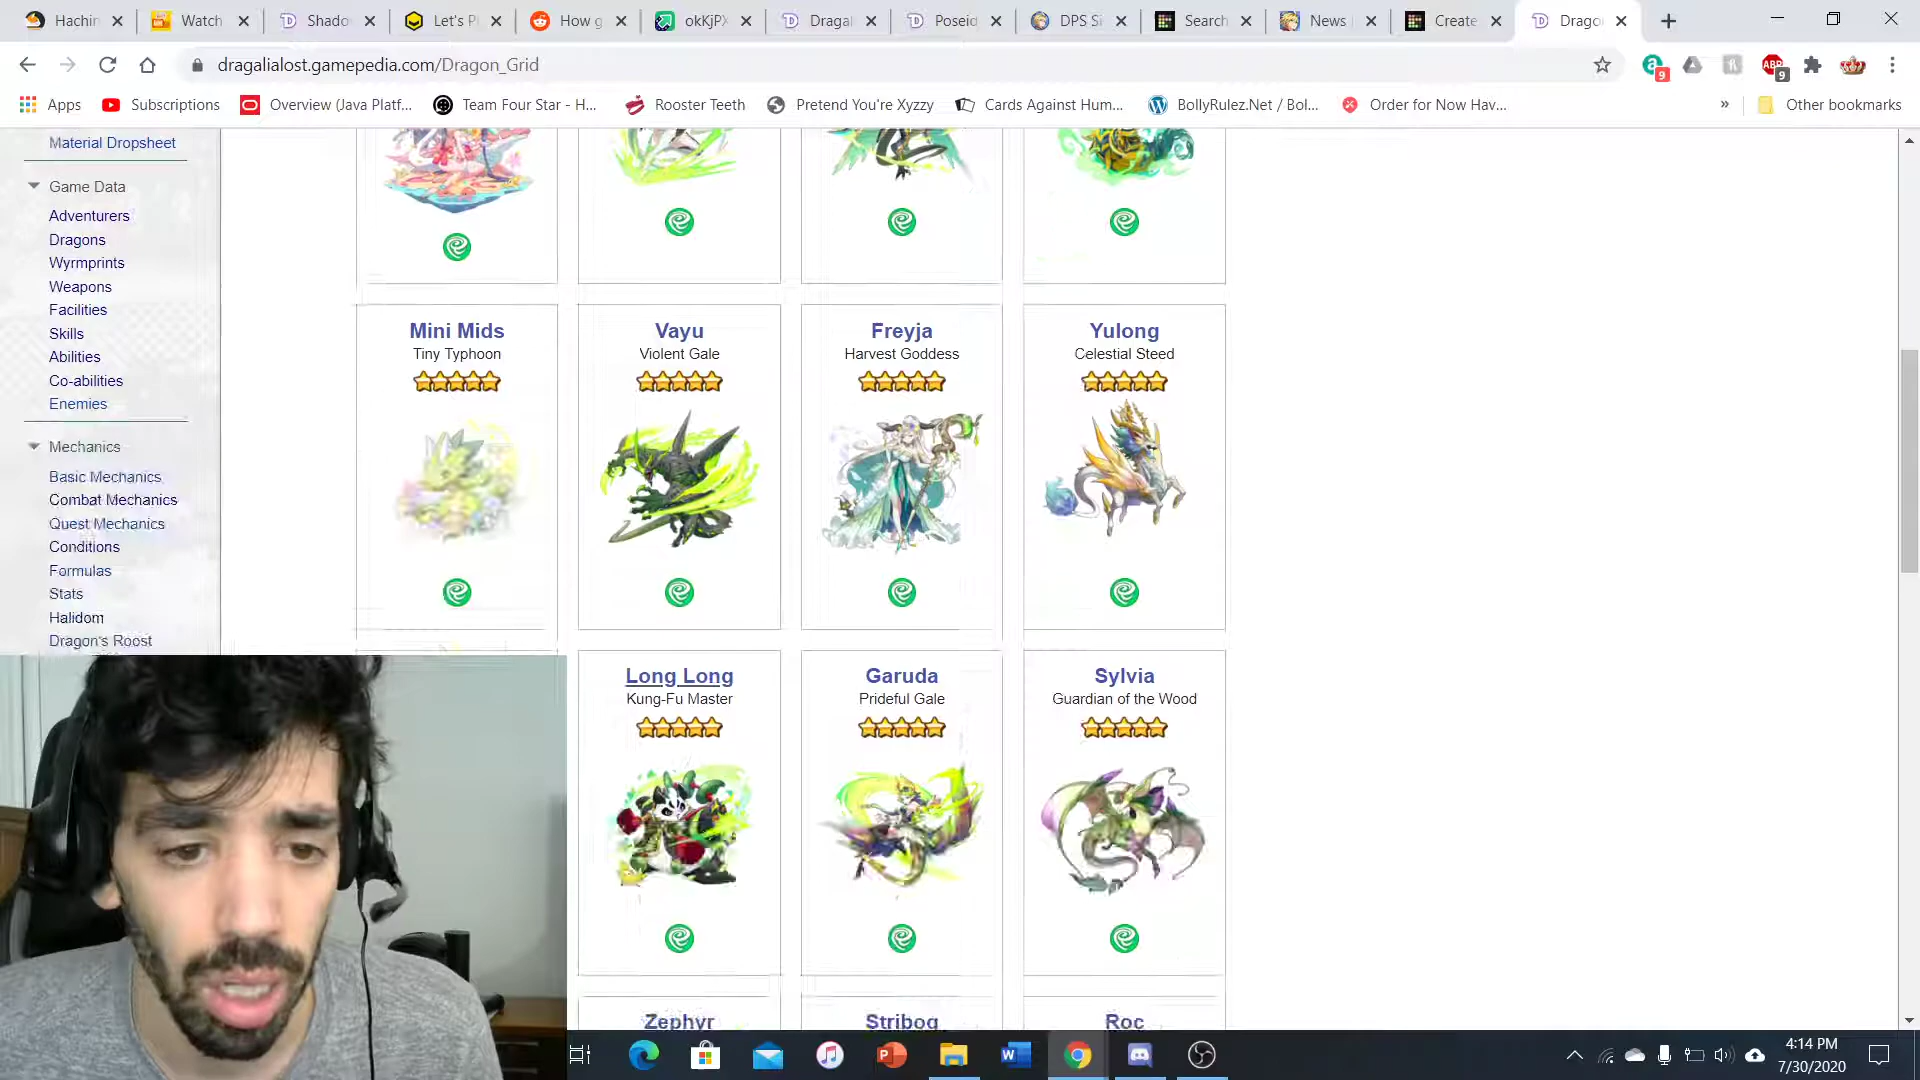 Hachin
Watch
Shado
Let's P
How g
okKjPX
Dragal
Poseid
DPS Si
Search
News
Create
Drago
dragalialost.gamepedia.com/Dragon_Grid
9
ABP
9
Apps
Subscriptions
Overview (Java Platf...
Team Four Star - H...
Rooster Teeth
Pretend You're Xyzzy
Cards Against Hum...
BollyRulez.Net / Bol...
Order for Now Hav...
»
Other bookmarks
Material Dropsheet
Game Data
Adventurers
Dragons
Wyrmprints
Weapons
Facilities
Skills
Abilities
Co-abilities
Enemies
Mechanics
Basic Mechanics
Combat Mechanics
Quest Mechanics
Conditions
Formulas
Stats
Halidom
Dragon's Roost
Mini Mids
Tiny Typhoon
Vayu
Violent Gale
Freyja
Harvest Goddess
Yulong
Celestial Steed
Long Long
Kung-Fu Master
Garuda
Prideful Gale
Sylvia
Guardian of the Wood
Zephyr
Stribog
Roc
4:14 PM
7/30/2020